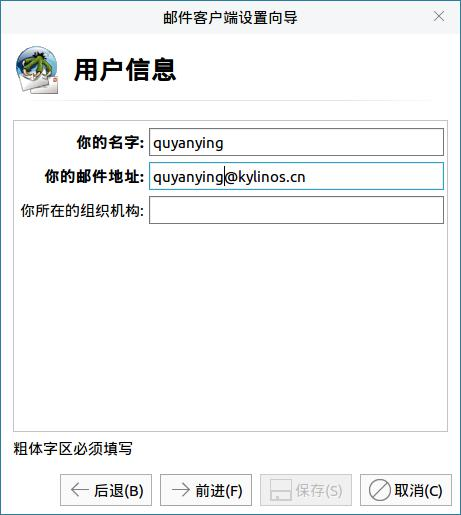 邮件客户端设置向导
用户信息
你的名字: quyanying
你的邮件地址: quyanying@kylinos.cn
你所在的组织机构:
粗体字区必须填写
后退(B) 前进(F) 保存(S) 取消(C)